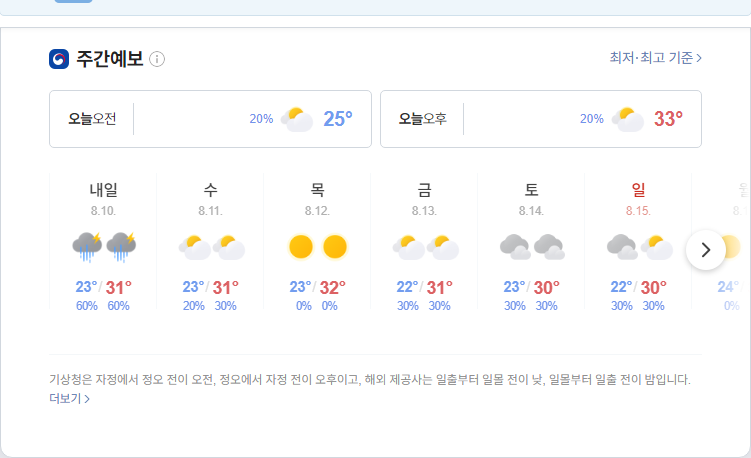 주간예보
최저·최고 기준
오늘오전 20% 25°
오늘오후 20% 33°
내일 수 목 금 토 일 월
8.10. 8.11. 8.12. 8.13. 8.14. 8.15. 8.
23°/31° 23°/31° 23°/32° 22°/31° 23°/30° 22°/30° 24°
60% 60% 20% 30% 0% 0% 30% 30% 30% 30% 30% 30% 0%
기상청은 자정에서 정오 전이 오전, 정오에서 자정 전이 오후이고, 해외 제공사는 일출부터 일몰 전이 낮, 일몰부터 일출 전이 밤입니다.
더보기